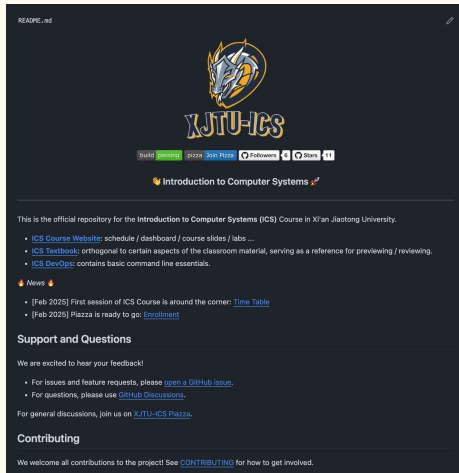 README.md
XJTU-ICS
build passing pizza Join Pizza Followers 6 Stars 11
👋 Introduction to Computer Systems 🚀
This is the official repository for the Introduction to Computer Systems (ICS) Course in Xi'an Jiaotong University.
• ICS Course Website: schedule / dashboard / course slides / labs ...
• ICS Textbook: orthogonal to certain aspects of the classroom material, serving as a reference for previewing / reviewing.
• ICS DevOps: contains basic command line essentials.
🔥 News 🔥
• [Feb 2025] First session of ICS Course is around the corner: Time Table
• [Feb 2025] Piazza is ready to go: Enrollment
Support and Questions
We are excited to hear your feedback!
• For issues and feature requests, please open a GitHub issue.
• For questions, please use GitHub Discussions.
For general discussions, join us on XJTU-ICS Piazza.
Contributing
We welcome all contributions to the project! See CONTRIBUTING for how to get involved.